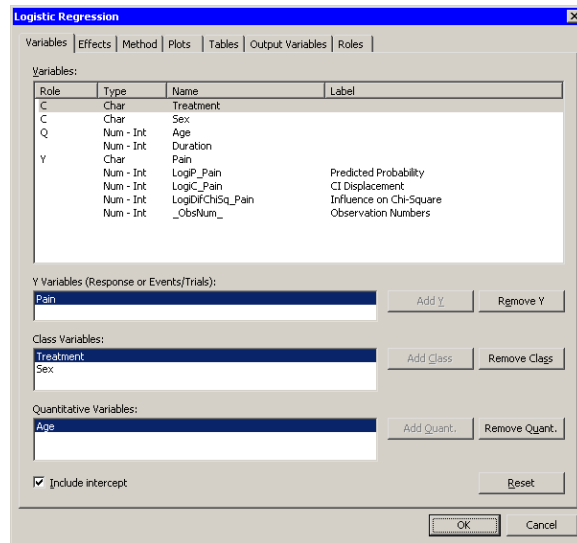 Logistic Regression
Variables Effects Method Plots Tables Output Variables Roles
Variables:
Role Type Name Label
C Char Treatment
C Char Sex
Q Num - Int Age
Num - Int Duration
Y Char Pain
Num - Int LogiP_Pain Predicted Probability
Num - Int LogiC_Pain CI Displacement
Num - Int LogiDifChiSq_Pain Influence on Chi-Square
Num - Int _ObsNum_ Observation Numbers
Y Variables (Response or Events/Trials):
Pain Add Y Remove Y
Class Variables:
Treatment
Sex Add Class Remove Class
Quantitative Variables:
Age Add Quant. Remove Quant.
Include intercept Reset
OK Cancel